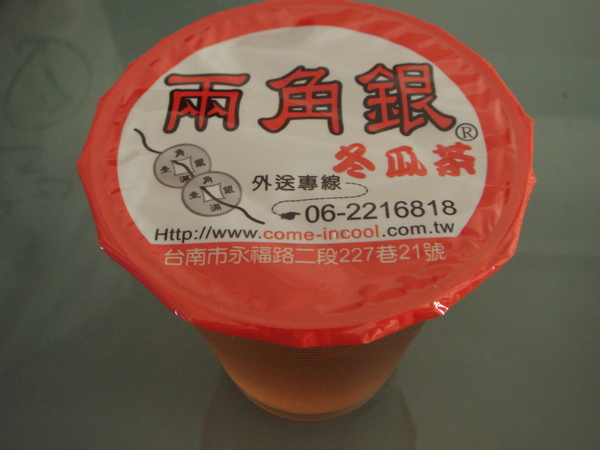 兩角銀®
冬瓜茶
外送專線
06-2216818
Http://www.come-incool.com.tw
台南市永福路二段227巷21號